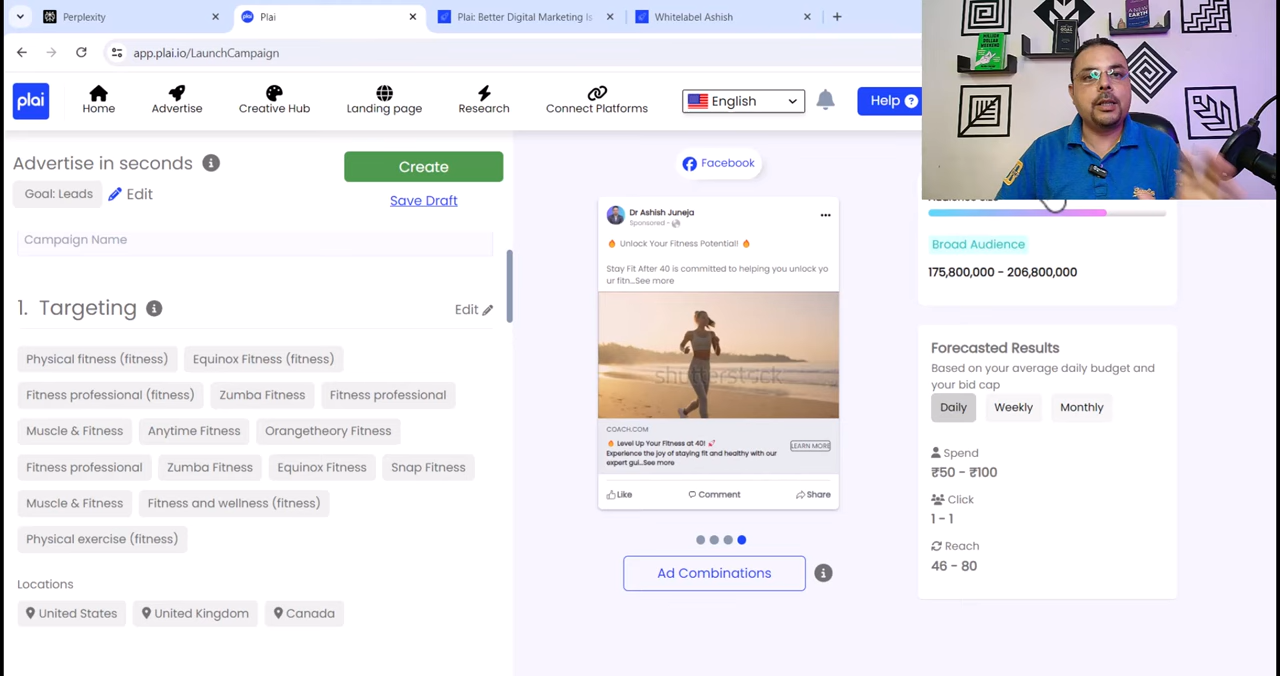 Perplexity
Plai
Plai: Better Digital Marketing Is
Whitelabel Ashish
app.plai.io/LaunchCampaign
plai
Home
Advertise
Creative Hub
Landing page
Research
Connect Platforms
English
Help ?
Advertise in seconds
Create
Goal: Leads
Edit
Save Draft
Campaign Name
1. Targeting
Edit
Physical fitness (fitness)
Equinox Fitness (fitness)
Fitness professional (fitness)
Zumba Fitness
Fitness professional
Muscle & Fitness
Anytime Fitness
Orangetheory Fitness
Fitness professional
Zumba Fitness
Equinox Fitness
Snap Fitness
Muscle & Fitness
Fitness and wellness (fitness)
Physical exercise (fitness)
Locations
United States
United Kingdom
Canada
Facebook
Dr Ashish Juneja
Sponsored •
🔥 Unlock Your Fitness Potential! 🔥
Stay Fit After 40 is committed to helping you unlock yo
ur fitn...See more
shutterstock
COACH.COM
🔥 Level Up Your Fitness at 40! 💕
Experience the joy of staying fit and healthy with our
expert gui...See more
LEARN MORE
Like
Comment
Share
Ad Combinations
Broad Audience
175,800,000 - 206,800,000
Forecasted Results
Based on your average daily budget and
your bid cap
Daily
Weekly
Monthly
Spend
₹50 - ₹100
Click
1 - 1
Reach
46 - 80
MILLION
DOLLAR
WEEKEND
A NEW
EARTH